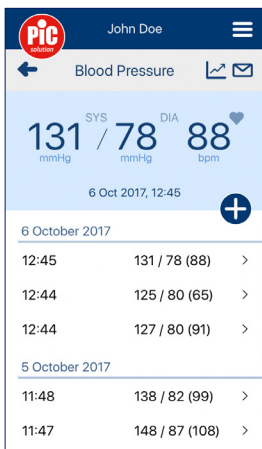 PiC
solution
John Doe
Blood Pressure
SYS DIA
131 / 78 88
mmHg mmHg bpm
6 Oct 2017, 12:45
6 October 2017
12:45 131 / 78 (88)
12:44 125 / 80 (65)
12:44 127 / 80 (91)
5 October 2017
11:48 138 / 82 (99)
11:47 148 / 87 (108)